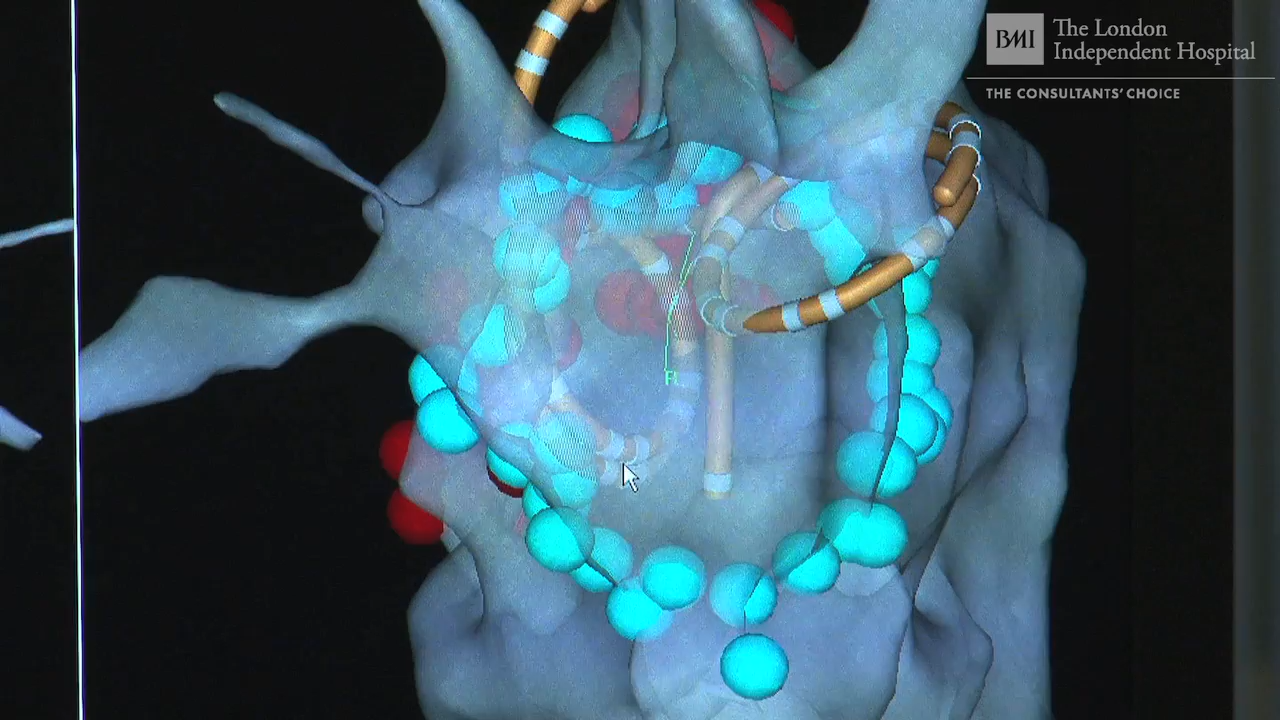 BMI The London
Independent Hospital
THE CONSULTANTS' CHOICE